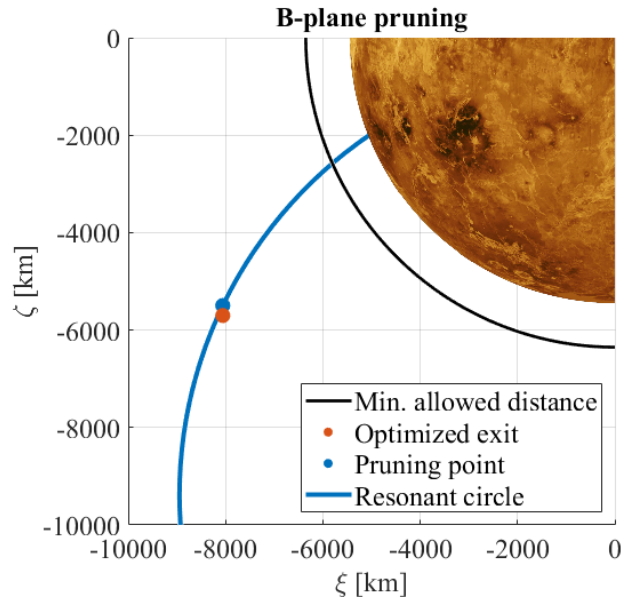 B-plane pruning
0
-2000
-4000
-6000
-8000
-10000
ζ [km]
Min. allowed distance
Optimized exit
Pruning point
Resonant circle
-10000 -8000 -6000 -4000 -2000 0
ξ [km]